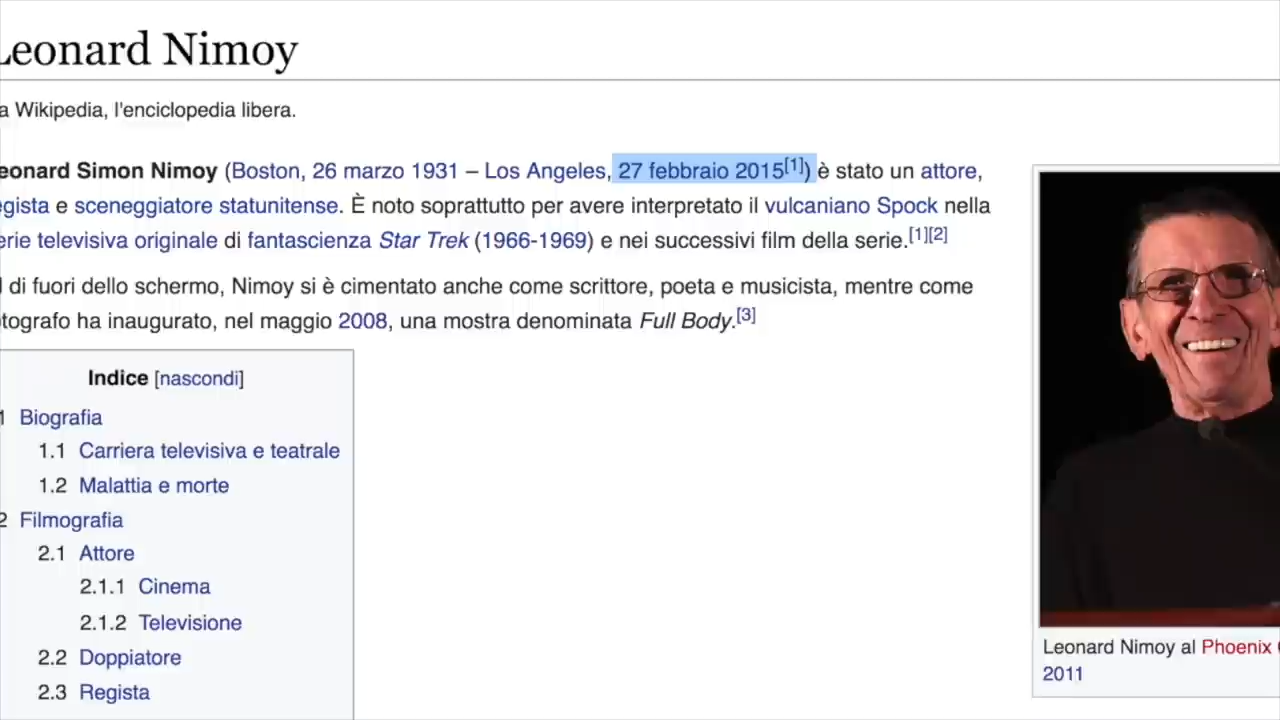 Leonard Nimoy
a Wikipedia, l'enciclopedia libera.
eonard Simon Nimoy (Boston, 26 marzo 1931 – Los Angeles, 27 febbraio 2015[1]) è stato un attore,
egista e sceneggiatore statunitense. È noto soprattutto per avere interpretato il vulcaniano Spock nella
erie televisiva originale di fantascienza Star Trek (1966-1969) e nei successivi film della serie.[1][2]
l di fuori dello schermo, Nimoy si è cimentato anche come scrittore, poeta e musicista, mentre come
tografo ha inaugurato, nel maggio 2008, una mostra denominata Full Body.[3]
Indice [nascondi]
1 Biografia
1.1 Carriera televisiva e teatrale
1.2 Malattia e morte
2 Filmografia
2.1 Attore
2.1.1 Cinema
2.1.2 Televisione
2.2 Doppiatore
2.3 Regista
Leonard Nimoy al Phoenix
2011